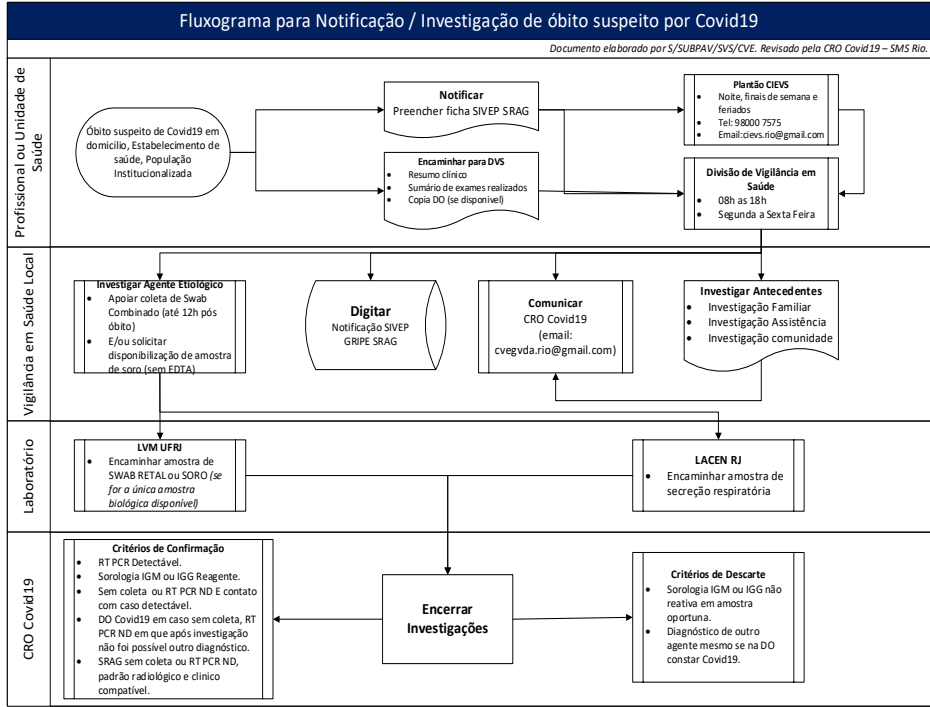 Fluxograma para Notificação / Investigação de óbito suspeito por Covid19
Documento elaborado por S/SUBPAV/SVS/CVE. Revisado pela CRO Covid19 – SMS Rio.
Profissional ou Unidade de
Saúde
Óbito suspeito de Covid19 em
domicilio, Estabelecimento de
saúde, População
Institucionalizada
Notificar
Preencher ficha SIVEP SRAG
Encaminhar para DVS
• Resumo clínico
• Sumário de exames realizados
• Copia DO (se disponivel)
Plantão CIEVS
• Noite, finais de semana e
feriados
• Tel: 98000 7575
• Email:cievs.rio@gmail.com
Divisão de Vigilância em
Saúde
• 08h as 18h
• Segunda a Sexta Feira
Vigilância em Saúde Local
Investigar Agente Etiológico
• Apoiar coleta de Swab
Combinado (até 12h pós
óbito)
• E/ou solicitar
disponibilização de amostra
de soro (sem EDTA)
Digitar
Notificação SIVEP
GRIPE SRAG
Comunicar
CRO Covid19
(email:
cvegvda.rio@gmail.com)
Investigar Antecedentes
• Investigação Familiar
• Investigação Assistência
• Investigação comunidade
Laboratório
LVM UFRJ
• Encaminhar amostra de
SWAB RETAL ou SORO (se
for a única amostra
biológica disponível)
LACEN RJ
• Encaminhar amostra de
secreção respiratória
CRO Covid19
Critérios de Confirmação
• RT PCR Detectável.
• Sorologia IGM ou IGG Reagente.
• Sem coleta ou RT PCR ND E contato
com caso detectável.
• DO Covid19 em caso sem coleta, RT
PCR ND em que após investigação
não foi possível outro diagnóstico.
• SRAG sem coleta ou RT PCR ND,
padrão radiológico e clinico
compatível.
Encerrar
Investigações
Critérios de Descarte
• Sorologia IGM ou IGG não
reativa em amostra
oportuna.
• Diagnóstico de outro
agente mesmo se na DO
constar Covid19.